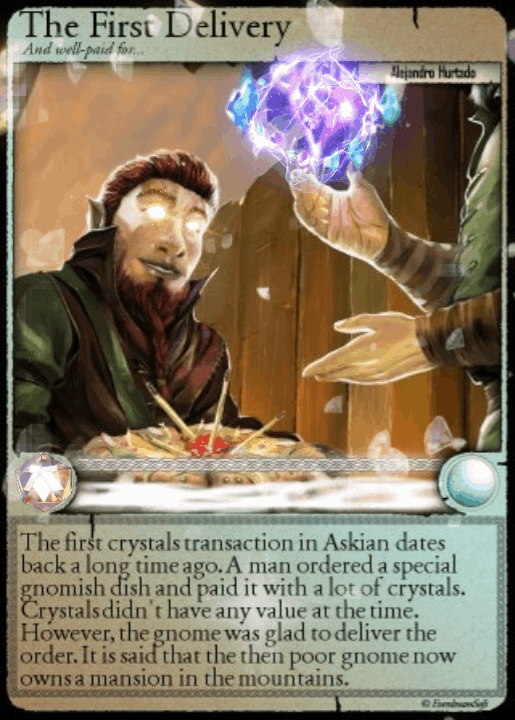 The First Delivery
And well-paid for...
Alejandro Hurtado
The first crystals transaction in Askian dates
back a long time ago. A man ordered a special
gnomish dish and paid it with a lot of crystals.
Crystals didn't have any value at the time.
However, the gnome was glad to deliver the
order. It is said that the then poor gnome now
owns a mansion in the mountains.
© EverdreamSoft